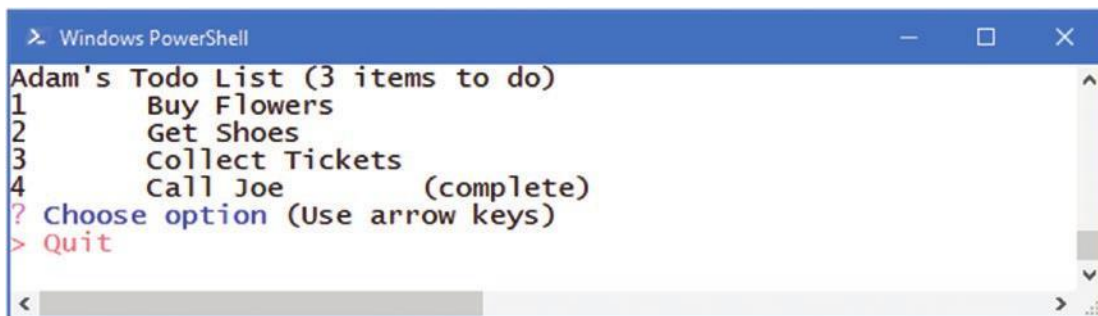 Windows PowerShell
Adam's Todo List (3 items to do)
1 Buy Flowers
2 Get Shoes
3 Collect Tickets
4 Call Joe (complete)
? Choose option (Use arrow keys)
> Quit